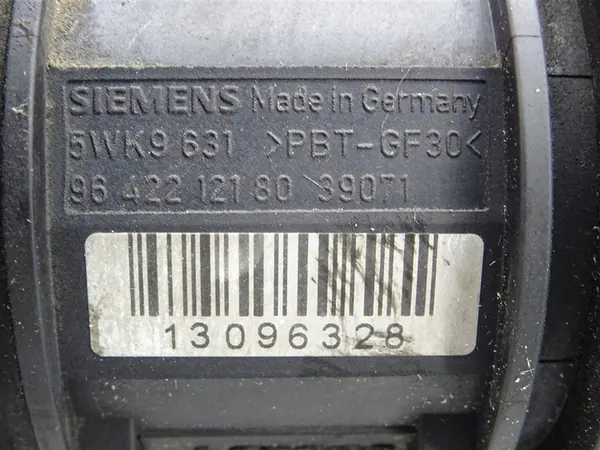 SIEMENS Made in Germany
5WK9 631 >PBT-GF30<
96 422 121 80 39071
13096328